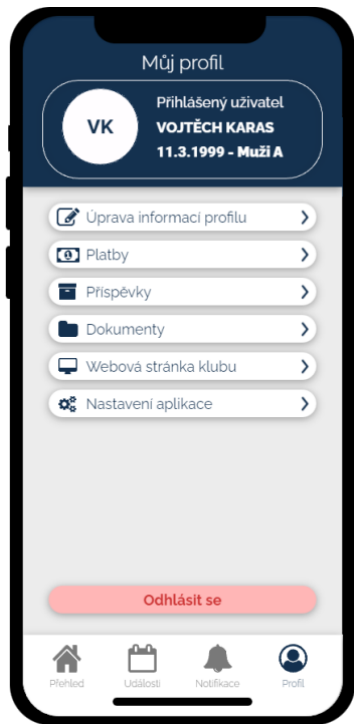 Můj profil
VK
Přihlášený uživatel
VOJTĚCH KARAS
11.3.1999 - Muži A
Úprava informací profilu
Platby
Příspěvky
Dokumenty
Webová stránka klubu
Nastavení aplikace
Odhlásit se
Přehled
Události
Notifikace
Profil